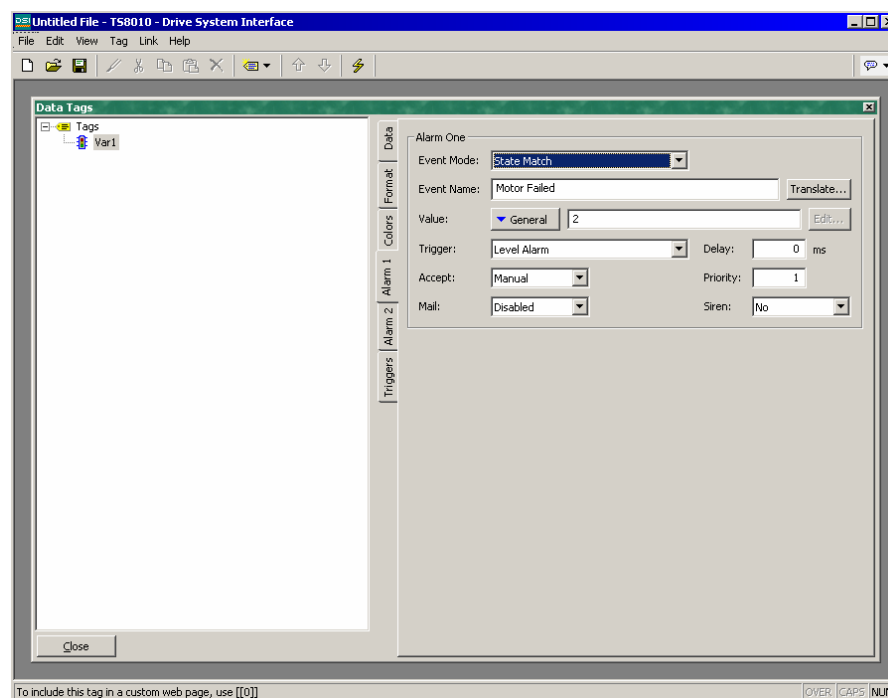 DSI Untitled File - TS8010 - Drive System Interface
File Edit View Tag Link Help
Data Tags
Tags
Var1
Data
Format
Colors
Alarm 1
Alarm 2
Triggers
Alarm One
Event Mode: State Match
Event Name: Motor Failed Translate...
Value: General 2 Edit...
Trigger: Level Alarm Delay: 0 ms
Accept: Manual Priority: 1
Mail: Disabled Siren: No
Close
To include this tag in a custom web page, use [[0]] OVER CAPS NUM